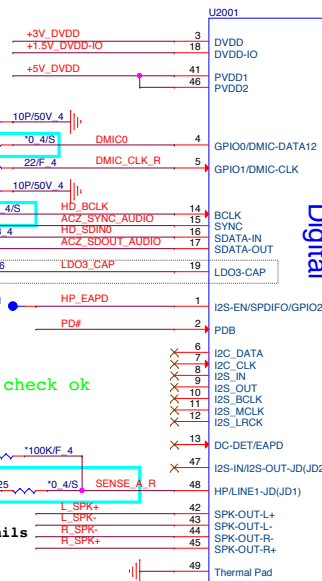 U2001
+3V_DVDD 3 DVDD
+1.5V_DVDD-IO 18 DVDD-IO
+5V_DVDD 41 PVDD1
46 PVDD2
10P/50V_4
*0_4/S DMIC0 4 GPIO0/DMIC-DATA12
22/F_4 DMIC_CLK_R 5 GPIO1/DMIC-CLK
10P/50V_4
_4/S HD_BCLK 14 BCLK
ACZ_SYNC_AUDIO 15 SYNC
_4 HD_SDIN0 16 SDATA-IN
ACZ_SDOUT_AUDIO 17 SDATA-OUT
LDO3_CAP 19 LDO3-CAP
Digital
HP_EAPD 1 I2S-EN/SPDIFO/GPIO2
PD# 2 PDB
6 I2C_DATA
7 I2C_CLK
8 I2S_IN
9 I2S_OUT
10 I2S_BCLK
11 I2S_MCLK
12 I2S_LRCK
check ok
13 DC-DET/EAPD
*100K/F_4
47 I2S-IN/I2S-OUT-JD(JD2
25 *0_4/S SENSE_A_R 48 HP/LINE1-JD(JD1)
L_SPK+ 42 SPK-OUT-L+
L_SPK- 43 SPK-OUT-L-
R_SPK- 44 SPK-OUT-R-
ails R_SPK+ 45 SPK-OUT-R+
49 Thermal Pad